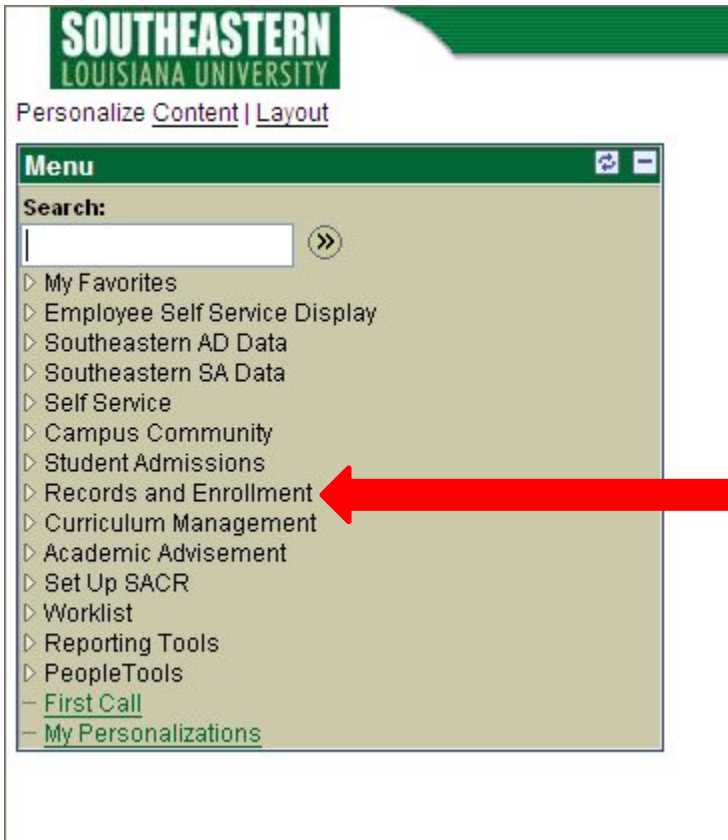 SOUTHEASTERN
LOUISIANA UNIVERSITY
Personalize Content | Layout
Menu
Search:
My Favorites
Employee Self Service Display
Southeastern AD Data
Southeastern SA Data
Self Service
Campus Community
Student Admissions
Records and Enrollment
Curriculum Management
Academic Advisement
Set Up SACR
Worklist
Reporting Tools
PeopleTools
First Call
My Personalizations